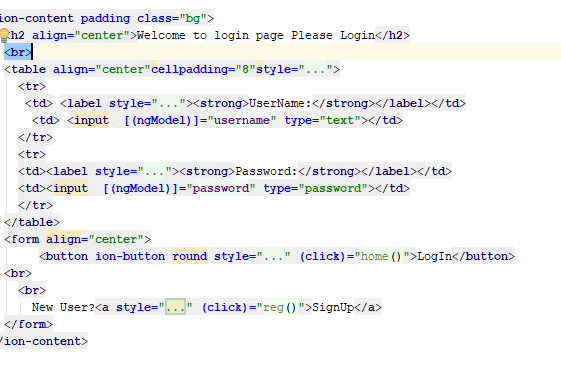 ion-content padding class="bg">
<h2 align="center">Welcome to login page Please Login</h2>
<br>
<table align="center"cellpadding="8"style="...">
<tr>
<td> <label style="..."><strong>UserName:</strong></label></td>
<td> <input [(ngModel)]="username" type="text"></td>
</tr>
<tr>
<td><label style="..."><strong>Password:</strong></label></td>
<td><input [(ngModel)]="password" type="password"></td>
</tr>
</table>
<form align="center">
<button ion-button round style="..." (click)="home()">LogIn</button>
<br>
<br>
New User?<a style="..." (click)="reg()">SignUp</a>
</form>
/ion-content>